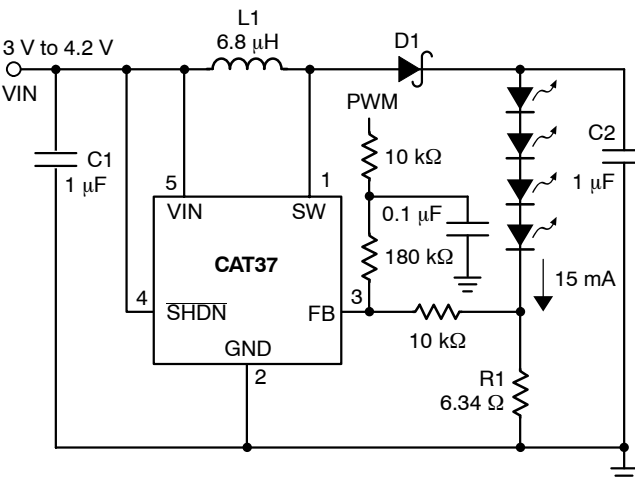 L1
6.8 μH
3 V to 4.2 V
VIN
D1
PWM
10 kΩ
C1
1 μF
C2
1 μF
5
1
VIN
SW
0.1 μF
180 kΩ
CAT37
15 mA
4
SHDN
FB
3
10 kΩ
GND
2
R1
6.34 Ω